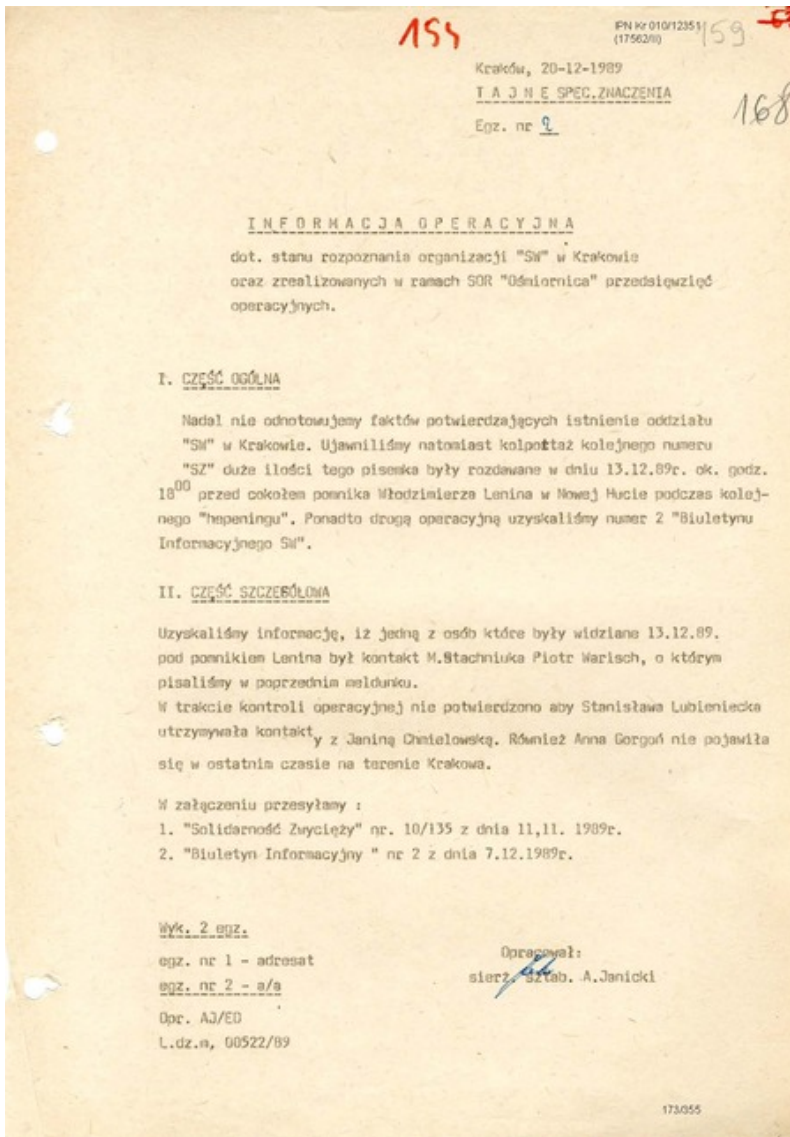 154
IPN Kr 010/12351
(17562/III)
159
Kraków, 20-12-1989
T A J N E SPEC.ZNACZENIA
168
Egz. nr 2
I N F O R M A C J A O P E R A C Y J N A
dot. stanu rozpoznania organizacji "SW" w Krakowie
oraz zrealizowanych w ramach SOR "Ośmiornica" przedsięwzięć
operacyjnych.
I. CZĘŚĆ OGÓLNA
Nadal nie odnotowujemy faktów potwierdzających istnienie oddziału
"SW" w Krakowie. Ujawniliśmy natomiast kolportaż kolejnego numeru
"SZ" duże ilości tego pisemka były rozdawane w dniu 13.12.89r. ok. godz.
18⁰⁰ przed cokołem pomnika Włodzimierza Lenina w Nowej Hucie podczas kolej-
nego "hepeningu". Ponadto drogą operacyjną uzyskaliśmy numer 2 "Biuletynu
Informacyjnego SW".
II. CZĘŚĆ SZCZEGÓŁOWA
Uzyskaliśmy informację, iż jedną z osób które były widziane 13.12.89.
pod pomnikiem Lenina był kontakt M.Stachniuka Piotr Warisch, o którym
pisaliśmy w poprzednim meldunku.
W trakcie kontroli operacyjnej nie potwierdzono aby Stanisława Lubieniecka
utrzymywała kontakty z Janiną Chmielowską. Również Anna Gorgoń nie pojawiła
się w ostatnim czasie na terenie Krakowa.
W załączeniu przesyłamy :
1. "Solidarność Zwycięży" nr. 10/135 z dnia 11,11. 1989r.
2. "Biuletyn Informacyjny " nr 2 z dnia 7.12.1989r.
Wyk. 2 egz.
egz. nr 1 - adresat
egz. nr 2 - a/a
Opr. AJ/EO
L.dz.m, 00522/89
Opracował:
sierż. sztab. A.Janicki
173/355